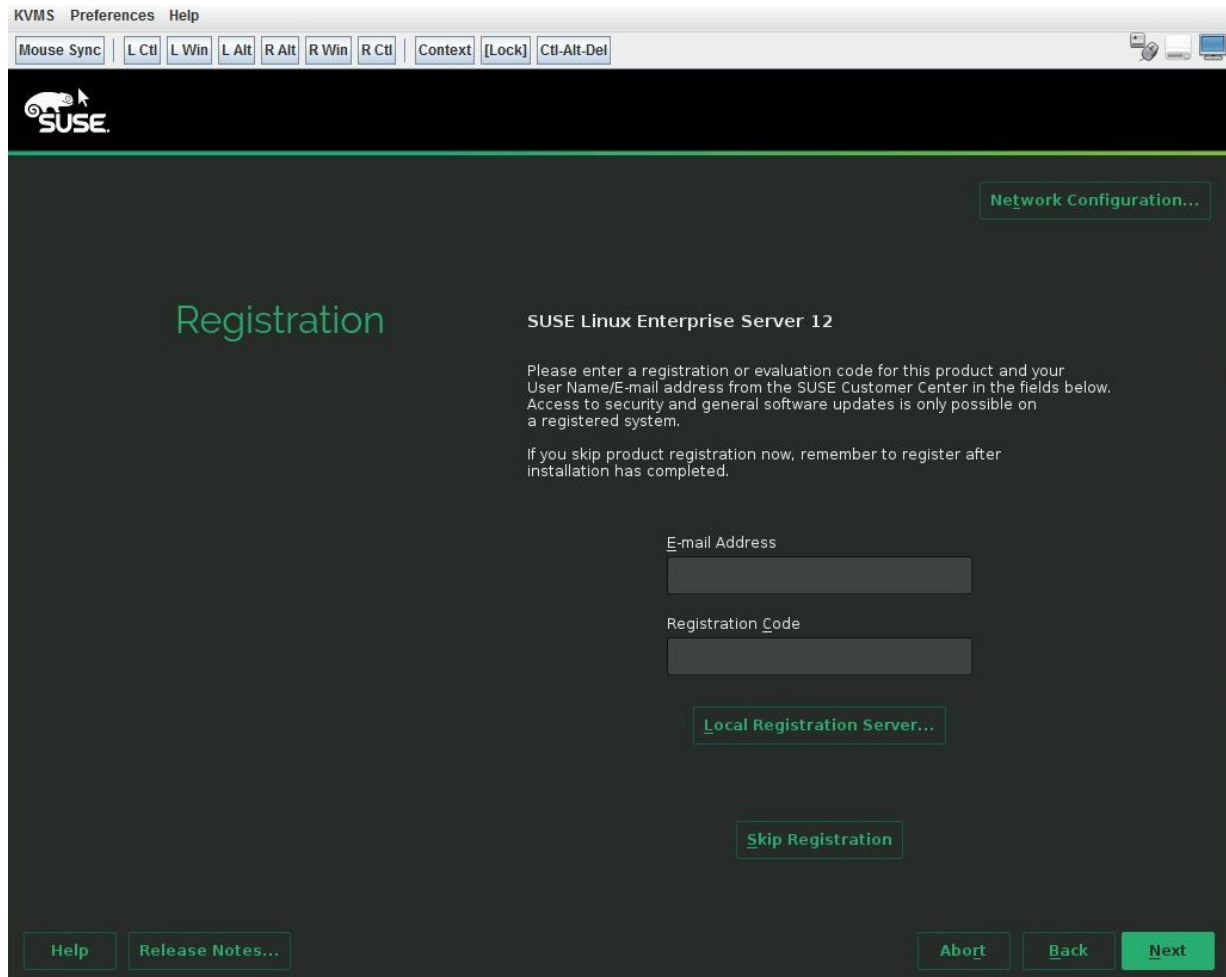 KVMS Preferences Help
Mouse Sync L Ctl L Win L Alt R Alt R Win R Ctl Context [Lock] Ctl-Alt-Del
SUSE.
Network Configuration...
Registration
SUSE Linux Enterprise Server 12
Please enter a registration or evaluation code for this product and your
User Name/E-mail address from the SUSE Customer Center in the fields below.
Access to security and general software updates is only possible on
a registered system.
If you skip product registration now, remember to register after
installation has completed.
E-mail Address
Registration Code
Local Registration Server...
Skip Registration
Help Release Notes... Abort Back Next